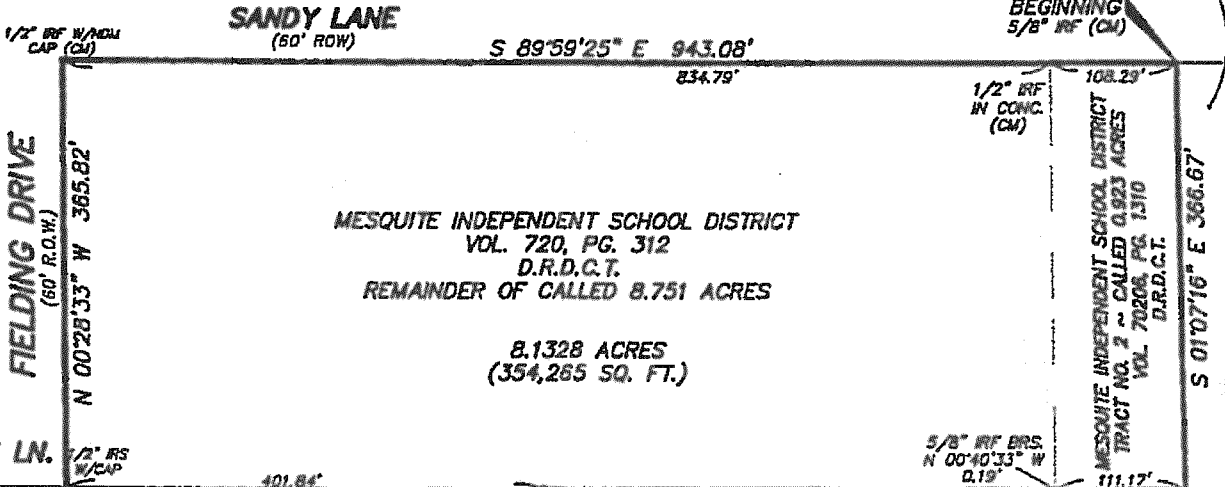 SANDY LANE
(60' ROW)
1/2" IRF W/HDM
CAP (CM)
S 89°59'25" E 943.08'
BEGINNING
5/8" IRF (CM)
834.79'
108.29'
1/2" IRF
IN CONC.
(CM)
FIELDING DRIVE
(60' R.O.W.)
N 00°28'33" W 365.82'
MESQUITE INDEPENDENT SCHOOL DISTRICT
VOL. 720, PG. 312
D.R.D.C.T.
REMAINDER OF CALLED 8.751 ACRES
8.1328 ACRES
(354,265 SQ. FT.)
MESQUITE INDEPENDENT SCHOOL DISTRICT
TRACT NO. 2 ~ CALLED 0.923 ACRES
VOL. 70206, PG. 1310
D.R.D.C.T.
S 01°07'16" E 366.67'
LN.
1/2" IRS
W/CAP
401.84'
5/8" IRF BRS.
N 00°40'33" W
0.19'
111.17'